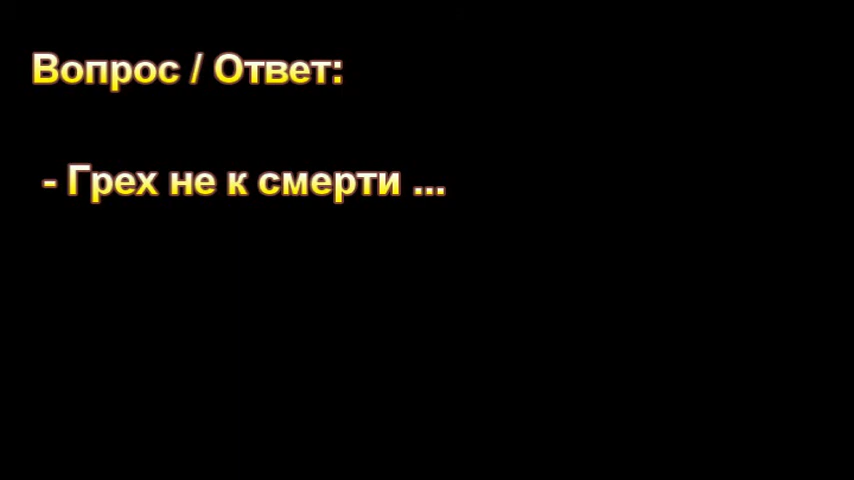 Вопрос / Ответ:
- Грех не к смерти ...